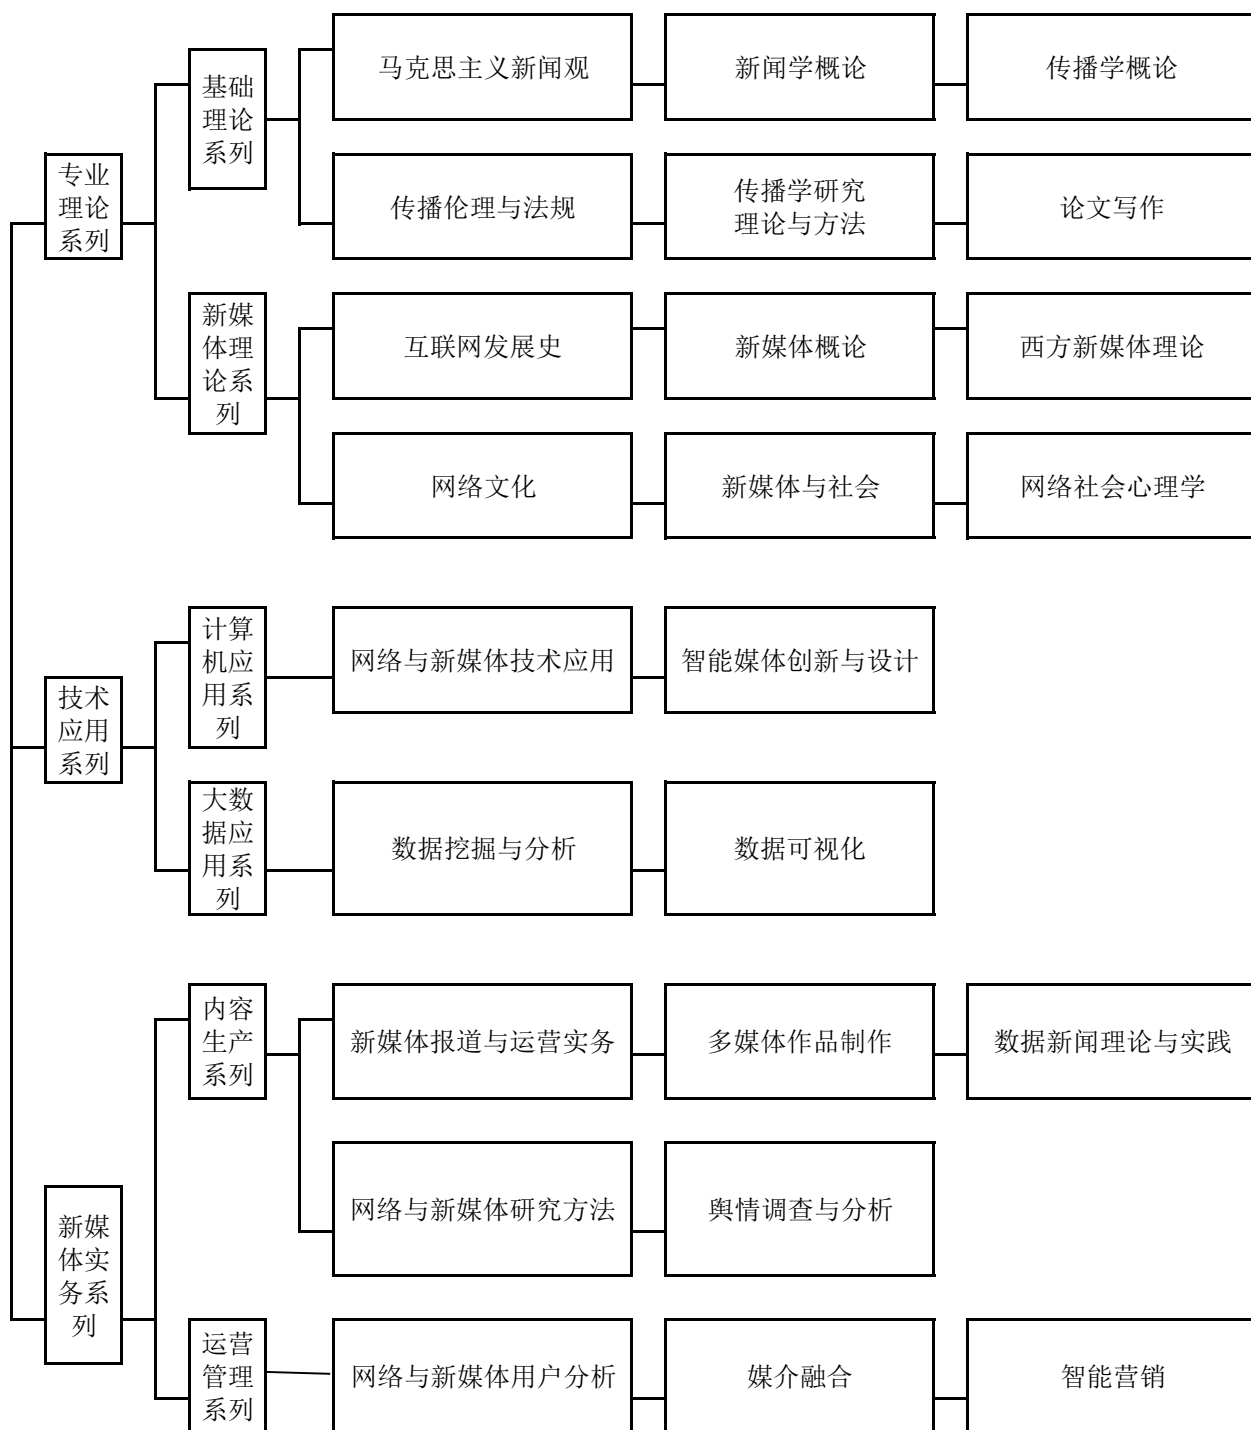 专业
理论
系列
基础
理论
系列
马克思主义新闻观
新闻学概论
传播学概论
传播伦理与法规
传播学研究
理论与方法
论文写作
新媒
体理
论系
列
互联网发展史
新媒体概论
西方新媒体理论
网络文化
新媒体与社会
网络社会心理学
技术
应用
系列
计算
机应
用系
列
网络与新媒体技术应用
智能媒体创新与设计
大数
据应
用系
列
数据挖掘与分析
数据可视化
新媒
体实
务系
列
内容
生产
系列
新媒体报道与运营实务
多媒体作品制作
数据新闻理论与实践
网络与新媒体研究方法
舆情调查与分析
运营
管理
系列
网络与新媒体用户分析
媒介融合
智能营销